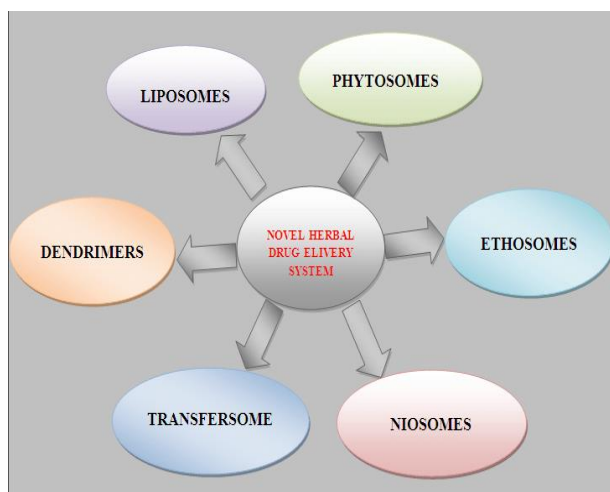 LIPOSOMES
PHYTOSOMES
DENDRIMERS
NOVEL HERBAL
DRUG ELIVERY
SYSTEM
ETHOSOMES
TRANSFERSOME
NIOSOMES